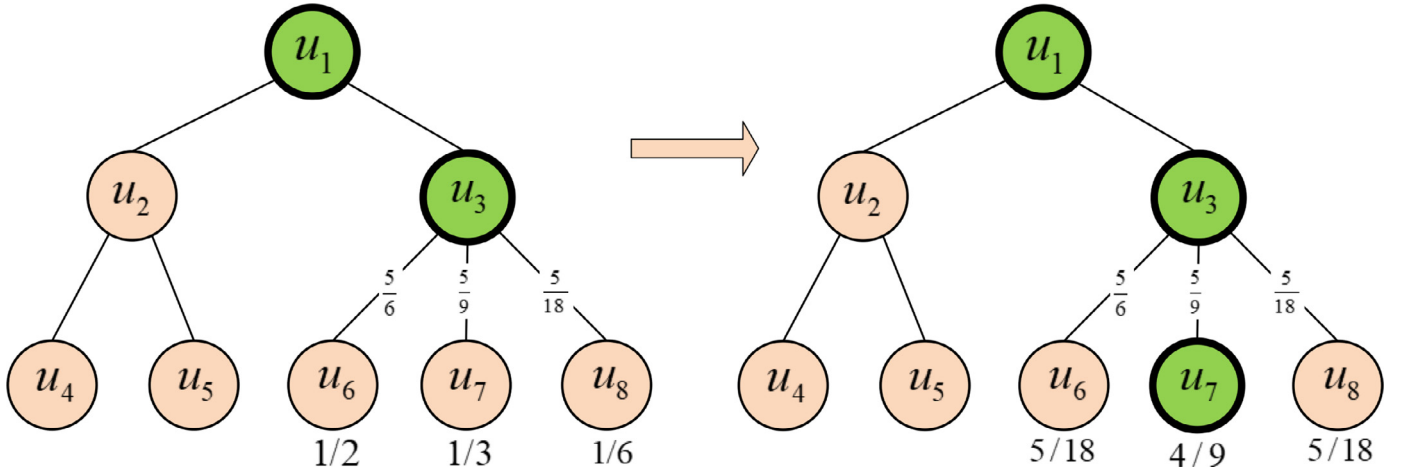 u₁ u₁
u₂ u₃ u₂ u₃
5/6 5/9 5/18 5/6 5/9 5/18
u₄ u₅ u₆ u₇ u₈ u₄ u₅ u₆ u₇ u₈
1/2 1/3 1/6 5/18 4/9 5/18